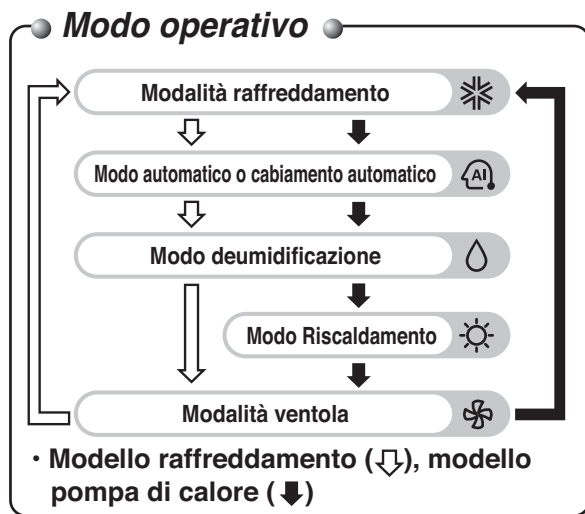 Modo operativo
Modalità raffreddamento
Modo automatico o cabiamento automatico
AI
Modo deumidificazione
Modo Riscaldamento
Modalità ventola
· Modello raffreddamento (⇩), modello
pompa di calore (🡇)